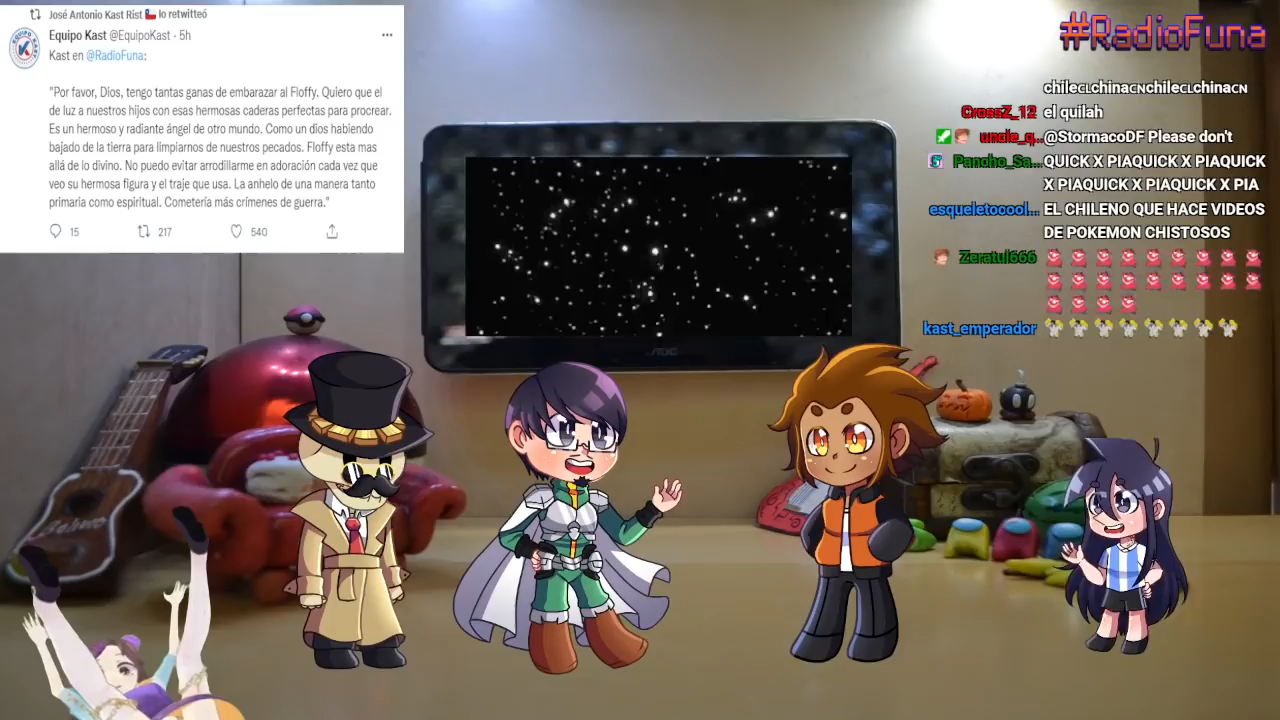 José Antonio Kast Rist 🇨🇱 lo retwitteó
Equipo Kast @EquipoKast · 5h
Kast en @RadioFuna:
"Por favor, Dios, tengo tantas ganas de embarazar al Floffy. Quiero que el
de luz a nuestros hijos con esas hermosas caderas perfectas para procrear.
Es un hermoso y radiante ángel de otro mundo. Como un dios habiendo
bajado de la tierra para limpiarnos de nuestros pecados. Floffy esta mas
allá de lo divino. No puedo evitar arrodillarme en adoración cada vez que
veo su hermosa figura y el traje que usa. La anhelo de una manera tanto
primaria como espiritual. Cometería más crímenes de guerra."
15 217 540
#RadioFuna
chileCLchinaCNchileCLchinaCN
CrossZ_12 el quilah
uncle_q... @StormacoDF Please don't
Pancho_Sa... QUICK X PIAQUICK X PIAQUICK
X PIAQUICK X PIAQUICK X PIA
esqueletocool... EL CHILENO QUE HACE VIDEOS
DE POKEMON CHISTOSOS
Zeratul666
kast_emperador
AOC